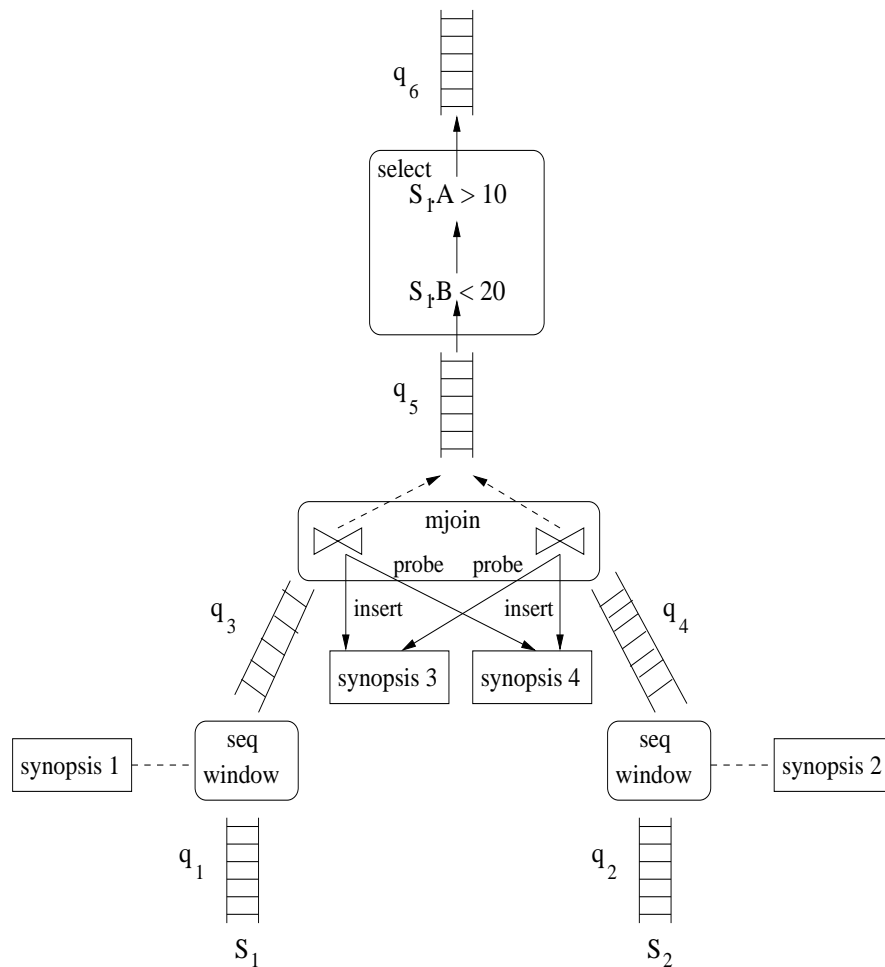 q6
select
S1.A > 10
S1.B < 20
q5
mjoin
probe probe
q3
insert insert
q4
synopsis 3 synopsis 4
seq
window
seq
window
synopsis 1
synopsis 2
q1
q2
S1
S2